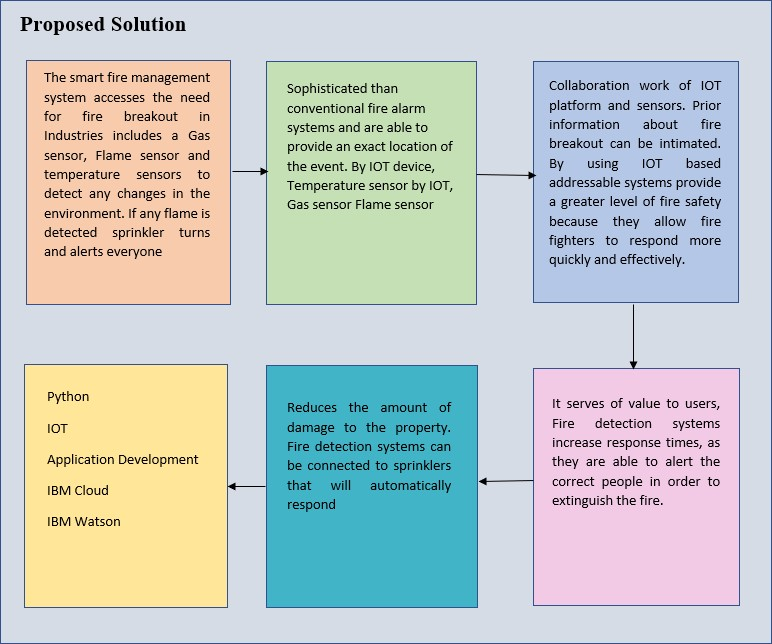 Proposed Solution
The smart fire management
system accesses the need
for fire breakout in
Industries includes a Gas
sensor, Flame sensor and
temperature sensors to
detect any changes in the
environment. If any flame is
detected sprinkler turns
and alerts everyone
Sophisticated than
conventional fire alarm
systems and are able to
provide an exact location of
the event. By IOT device,
Temperature sensor by IOT,
Gas sensor Flame sensor
Collaboration work of IOT
platform and sensors. Prior
information about fire
breakout can be intimated.
By using IOT based
addressable systems provide
a greater level of fire safety
because they allow fire
fighters to respond more
quickly and effectively.
It serves of value to users,
Fire detection systems
increase response times, as
they are able to alert the
correct people in order to
extinguish the fire.
Reduces the amount of
damage to the property.
Fire detection systems can
be connected to sprinklers
that will automatically
respond
Python
IOT
Application Development
IBM Cloud
IBM Watson